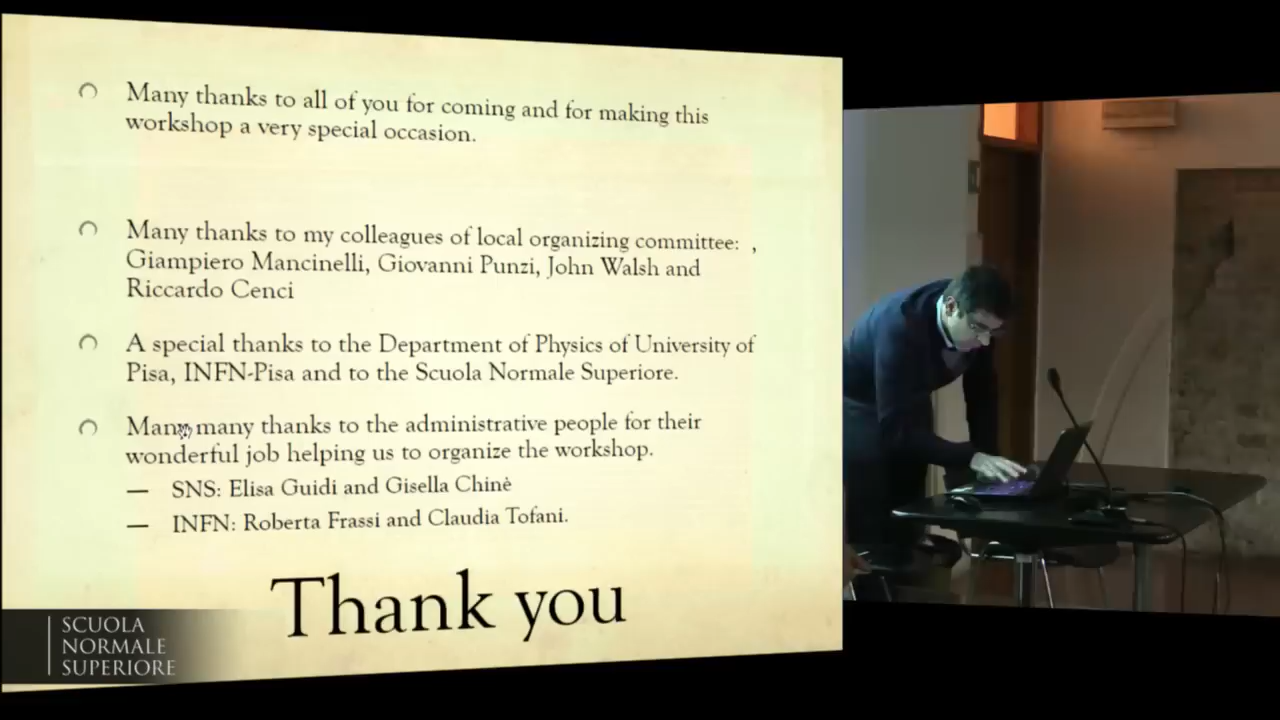 Many thanks to all of you for coming and for making this
workshop a very special occasion.
Many thanks to my colleagues of local organizing committee: ,
Giampiero Mancinelli, Giovanni Punzi, John Walsh and
Riccardo Cenci
A special thanks to the Department of Physics of University of
Pisa, INFN-Pisa and to the Scuola Normale Superiore.
Many many thanks to the administrative people for their
wonderful job helping us to organize the workshop.
— SNS: Elisa Guidi and Gisella Chinè
— INFN: Roberta Frassi and Claudia Tofani.
Thank you
SCUOLA
NORMALE
SUPERIORE